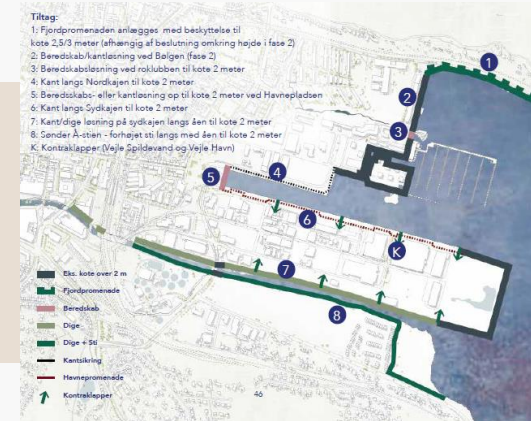 Tiltag:
1: Fjordpromenaden anlægges med beskyttelse til
kote 2,5/3 meter (afhængig af beslutning omkring højde i fase 2)
2: Beredskab/kantløsning ved Bølgen (fase 2)
3: Beredskabsløsning ved roklubben til kote 2 meter
4: Kant langs Nordkajen til kote 2 meter
5: Beredsskabs- eller kantløsning op til kote 2 meter ved Havnepladsen
6: Kant langs Sydkajen til kote 2 meter
7: Kant/dige løsning på sydkajen langs åen til kote 2 meter
8: Sønder Å-stien - forhøjet sti langs med åen til kote 2 meter
K: Kontraklapper (Vejle Spildevand og Vejle Havn)
1
2
3
4
5
6
K
7
8
Eks. kote over 2 m
Fjordpromenade
Beredskab
Dige
Dige + Sti
Kantsikring
Havnepromenade
Kontraklapper
46